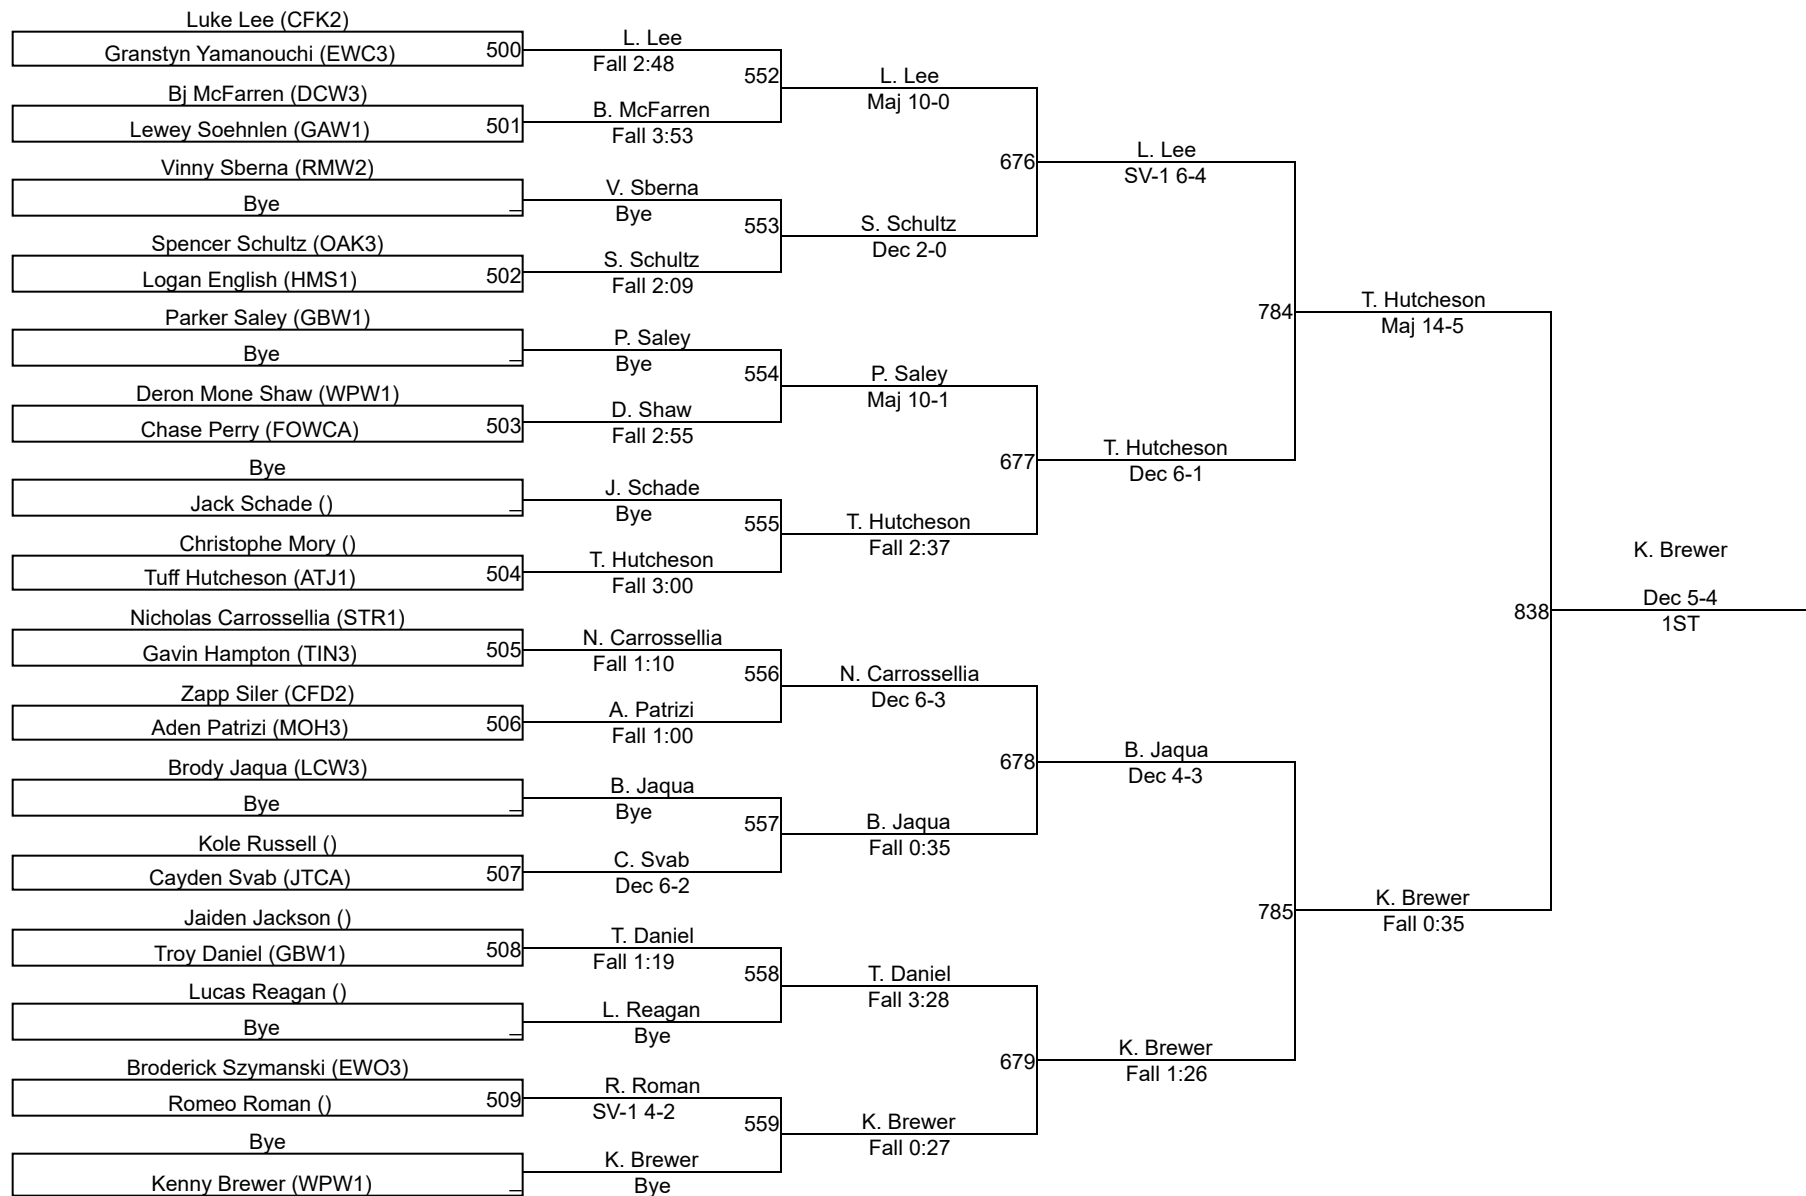 Luke Lee (CFK2)
Granstyn Yamanouchi (EWC3) 500
Bj McFarren (DCW3)
Lewey Soehnlen (GAW1) 501
Vinny Sberna (RMW2)
Bye _
Spencer Schultz (OAK3)
Logan English (HMS1) 502
Parker Saley (GBW1)
Bye _
Deron Mone Shaw (WPW1)
Chase Perry (FOWCA) 503
Bye
Jack Schade () _
Christophe Mory ()
Tuff Hutcheson (ATJ1) 504
Nicholas Carrossellia (STR1)
Gavin Hampton (TIN3) 505
Zapp Siler (CFD2)
Aden Patrizi (MOH3) 506
Brody Jaqua (LCW3)
Bye _
Kole Russell ()
Cayden Svab (JTCA) 507
Jaiden Jackson ()
Troy Daniel (GBW1) 508
Lucas Reagan ()
Bye _
Broderick Szymanski (EWO3)
Romeo Roman () 509
Bye
Kenny Brewer (WPW1) _
L. Lee
Fall 2:48
552
B. McFarren
Fall 3:53
V. Sberna
Bye
553
S. Schultz
Fall 2:09
P. Saley
Bye
554
D. Shaw
Fall 2:55
J. Schade
Bye
555
T. Hutcheson
Fall 3:00
N. Carrossellia
Fall 1:10
556
A. Patrizi
Fall 1:00
B. Jaqua
Bye
557
C. Svab
Dec 6-2
T. Daniel
Fall 1:19
558
L. Reagan
Bye
R. Roman
SV-1 4-2
559
K. Brewer
Bye
L. Lee
Maj 10-0
676
S. Schultz
Dec 2-0
P. Saley
Maj 10-1
677
T. Hutcheson
Fall 2:37
N. Carrossellia
Dec 6-3
678
B. Jaqua
Fall 0:35
T. Daniel
Fall 3:28
679
K. Brewer
Fall 0:27
L. Lee
SV-1 6-4
784
T. Hutcheson
Dec 6-1
B. Jaqua
Dec 4-3
785
K. Brewer
Fall 1:26
T. Hutcheson
Maj 14-5
838
K. Brewer
Fall 0:35
K. Brewer
Dec 5-4
1ST